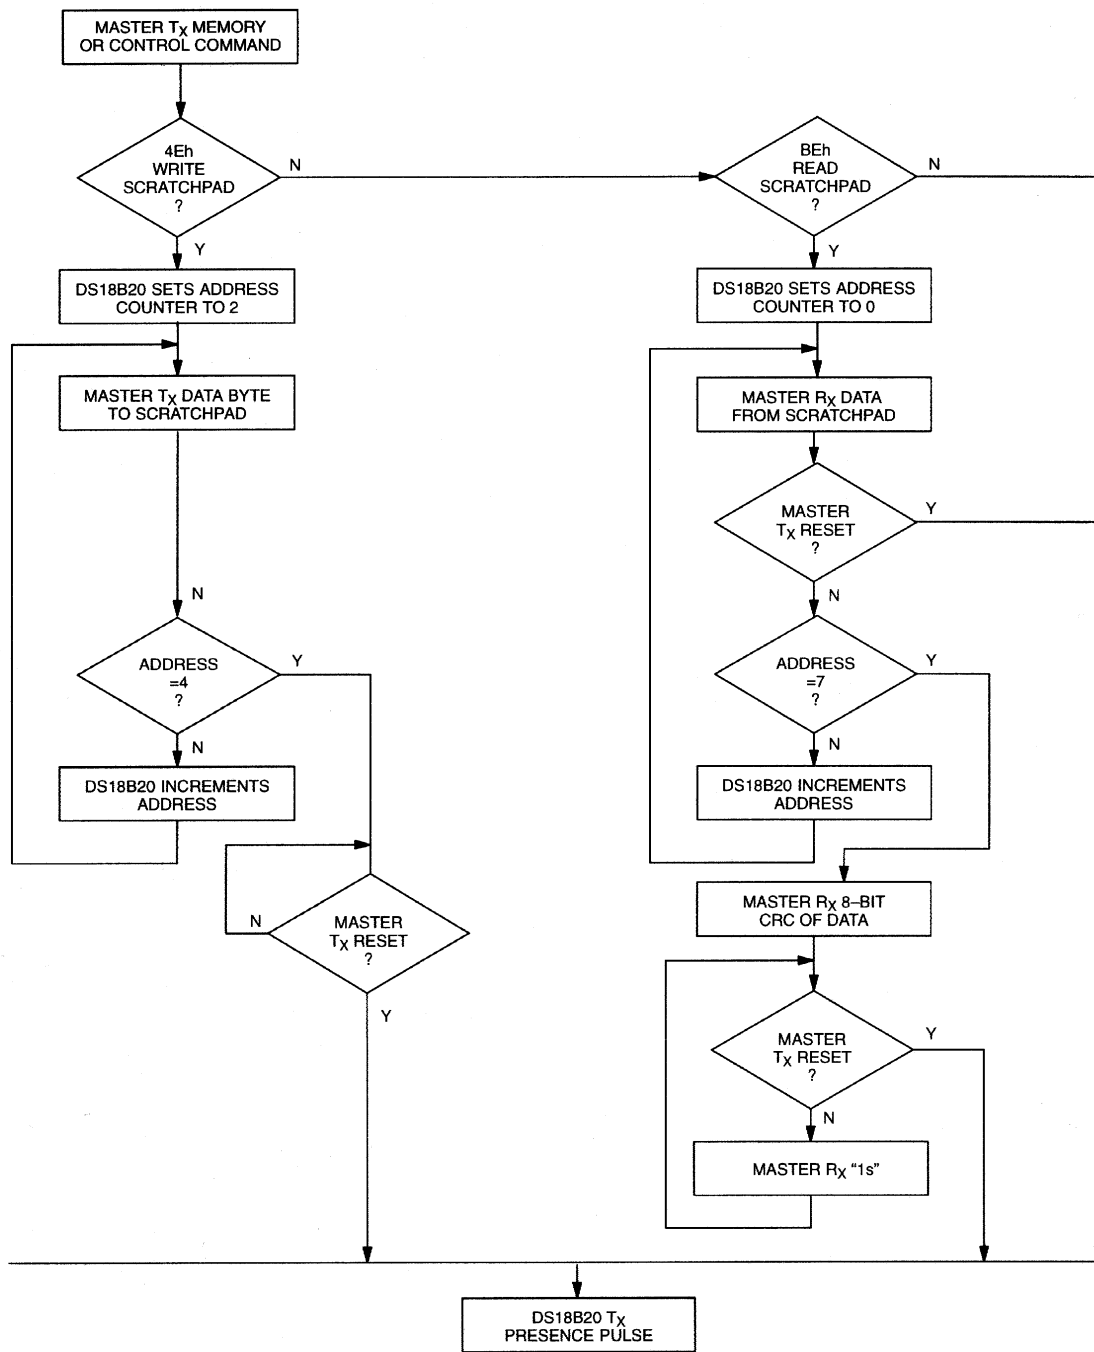 MASTER TX MEMORY
OR CONTROL COMMAND
4Eh
WRITE
SCRATCHPAD
?
N
Y
DS18B20 SETS ADDRESS
COUNTER TO 2
MASTER TX DATA BYTE
TO SCRATCHPAD
N
ADDRESS
=4
?
Y
N
DS18B20 INCREMENTS
ADDRESS
MASTER
TX RESET
?
N
Y
BEh
READ
SCRATCHPAD
?
N
Y
DS18B20 SETS ADDRESS
COUNTER TO 0
MASTER RX DATA
FROM SCRATCHPAD
MASTER
TX RESET
?
Y
N
ADDRESS
=7
?
Y
N
DS18B20 INCREMENTS
ADDRESS
MASTER RX 8–BIT
CRC OF DATA
MASTER
TX RESET
?
Y
N
MASTER RX “1s”
DS18B20 TX
PRESENCE PULSE